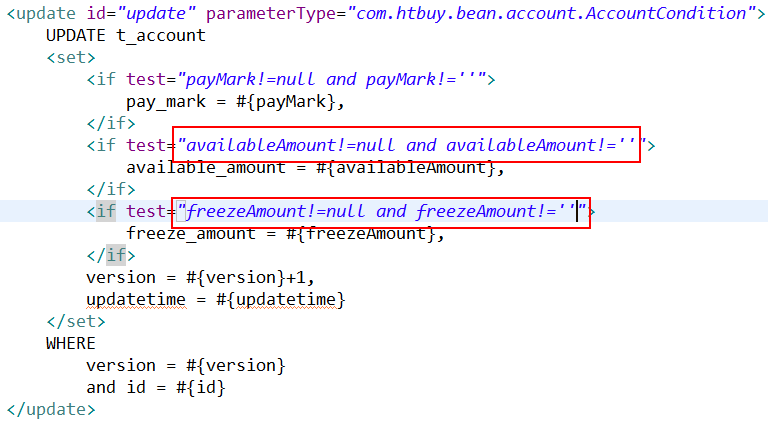 <update id="update" parameterType="com.htbuy.bean.account.AccountCondition">
    UPDATE t_account
    <set>
        <if test="payMark!=null and payMark!=''">
            pay_mark = #{payMark},
        </if>
        <if test="availableAmount!=null and availableAmount!=''">
            available_amount = #{availableAmount},
        </if>
        <if test="freezeAmount!=null and freezeAmount!=''">
            freeze_amount = #{freezeAmount},
        </if>
        version = #{version}+1,
        updatetime = #{updatetime}
    </set>
    WHERE
        version = #{version}
        and id = #{id}
</update>